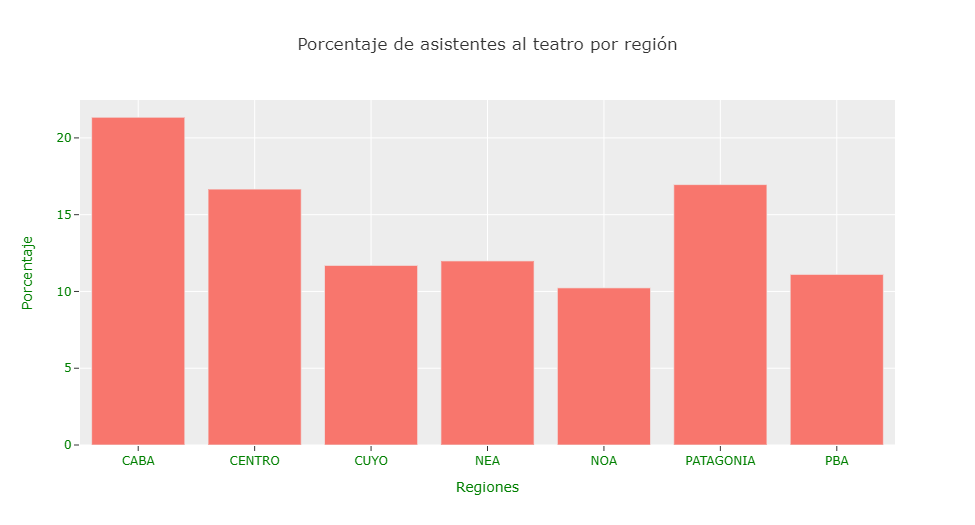 Porcentaje de asistentes al teatro por región
Porcentaje
20
15
10
5
0
CABA CENTRO CUYO NEA NOA PATAGONIA PBA
Regiones